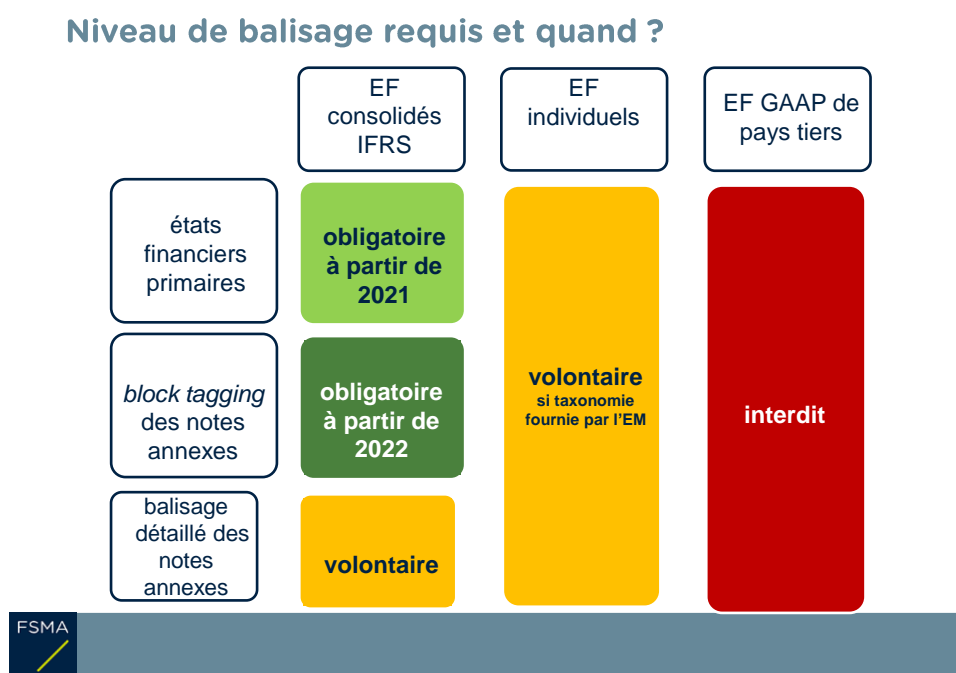 Niveau de balisage requis et quand ?
EF
consolidés
IFRS
EF
individuels
EF GAAP de
pays tiers
états
financiers
primaires
obligatoire
à partir de
2021
block tagging
des notes
annexes
obligatoire
à partir de
2022
balisage
détaillé des
notes
annexes
volontaire
volontaire
si taxonomie
fournie par l’EM
interdit
FSMA